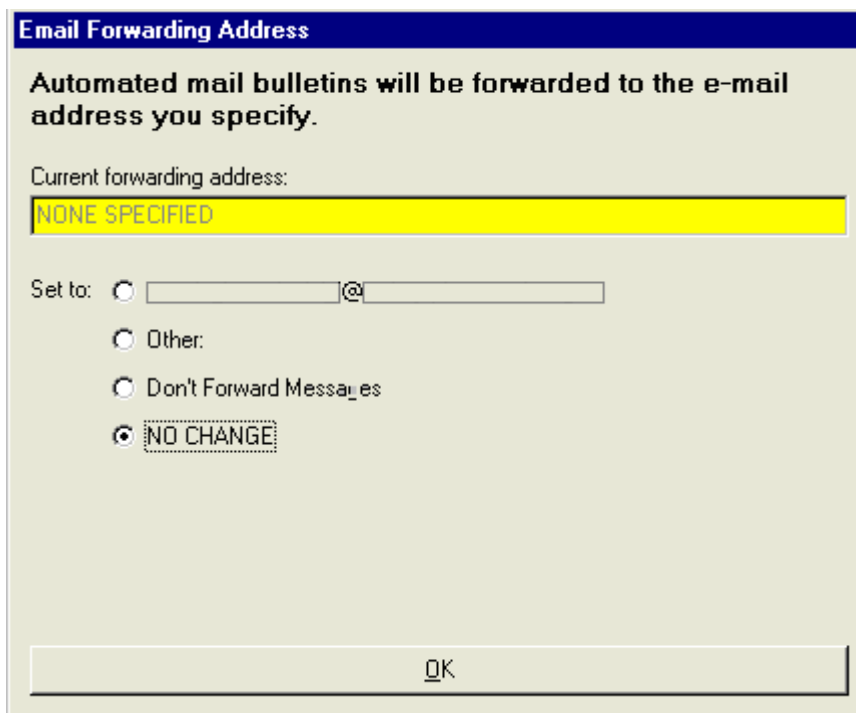 Email Forwarding Address
Automated mail bulletins will be forwarded to the e-mail
address you specify.
Current forwarding address:
NONE SPECIFIED
Set to: @
Other:
Don't Forward Messages
NO CHANGE
OK